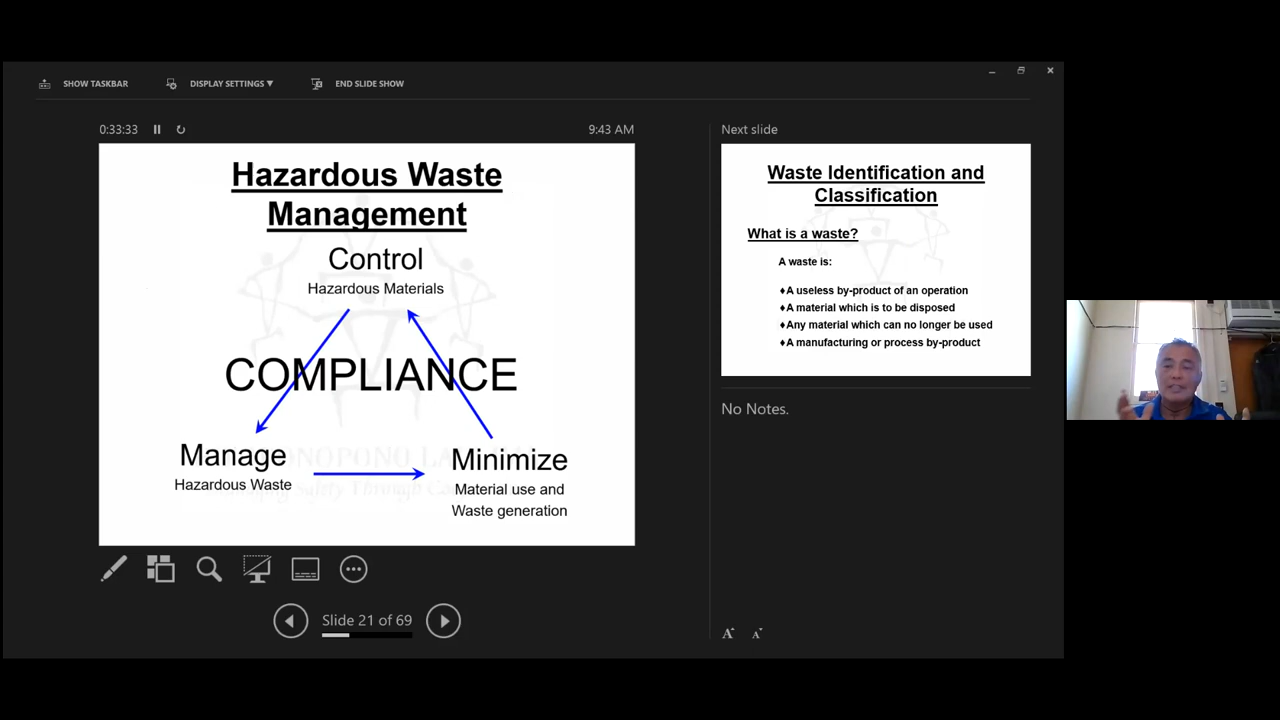 SHOW TASKBAR
DISPLAY SETTINGS ▼
END SLIDE SHOW
0:33:33
9:43 AM
Hazardous Waste
Management
Control
Hazardous Materials
COMPLIANCE
Manage
Hazardous Waste
Minimize
Material use and
Waste generation
Slide 21 of 69
Next slide
Waste Identification and
Classification
What is a waste?
A waste is:
♦A useless by-product of an operation
♦A material which is to be disposed
♦Any material which can no longer be used
♦A manufacturing or process by-product
No Notes.
A A